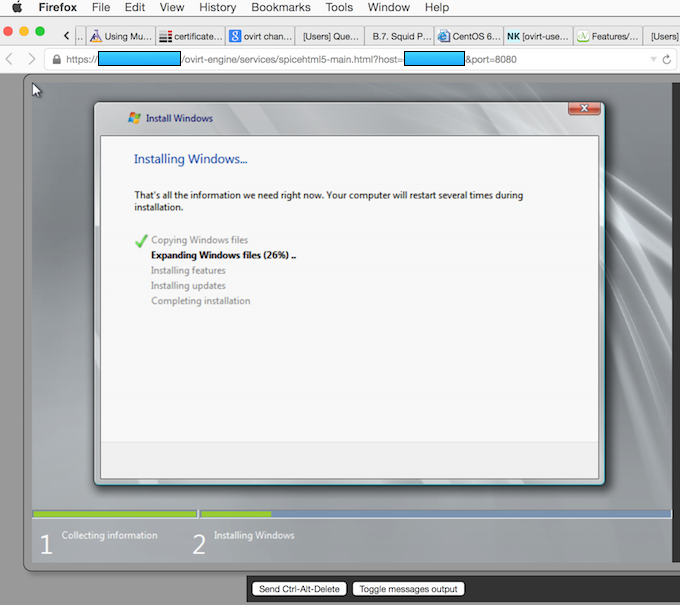 Firefox File Edit View History Bookmarks Tools Window Help
.. Using Mu... certificate... ovirt chan... [Users] Que... B.7. Squid P... CentOS 6... NK [ovirt-use... Features/... [Users]
https:// /ovirt-engine/services/spicehtml5-main.html?host= &port=8080
Install Windows
Installing Windows...
That's all the information we need right now. Your computer will restart several times during
installation.
Copying Windows files
Expanding Windows files (26%) ..
Installing features
Installing updates
Completing installation
1 Collecting information 2 Installing Windows
Send Ctrl-Alt-Delete Toggle messages output